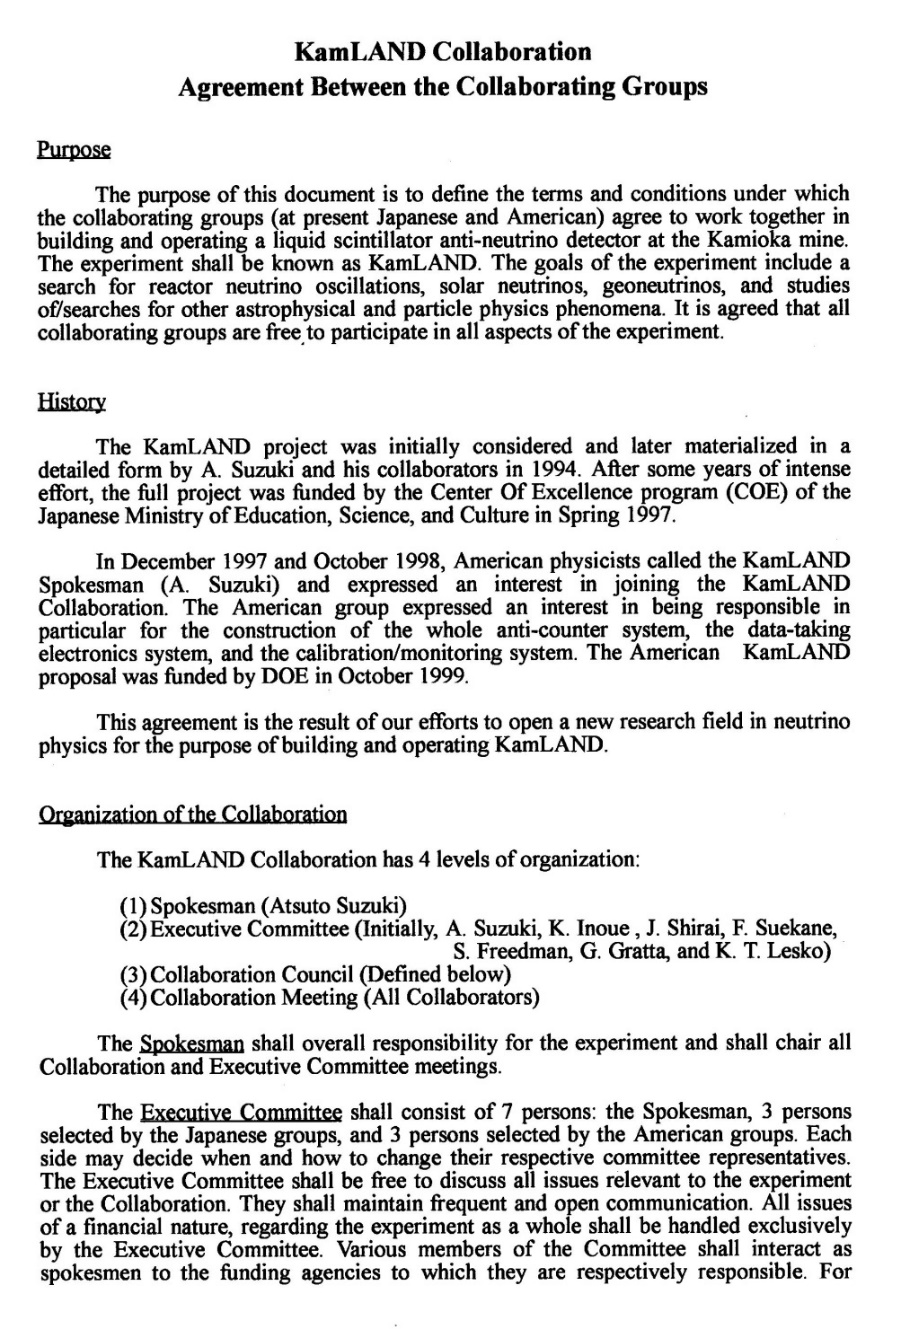 KamLAND Collaboration
Agreement Between the Collaborating Groups
Purpose
The purpose of this document is to define the terms and conditions under which
the collaborating groups (at present Japanese and American) agree to work together in
building and operating a liquid scintillator anti-neutrino detector at the Kamioka mine.
The experiment shall be known as KamLAND. The goals of the experiment include a
search for reactor neutrino oscillations, solar neutrinos, geoneutrinos, and studies
of/searches for other astrophysical and particle physics phenomena. It is agreed that all
collaborating groups are free to participate in all aspects of the experiment.
History
The KamLAND project was initially considered and later materialized in a
detailed form by A. Suzuki and his collaborators in 1994. After some years of intense
effort, the full project was funded by the Center Of Excellence program (COE) of the
Japanese Ministry of Education, Science, and Culture in Spring 1997.
In December 1997 and October 1998, American physicists called the KamLAND
Spokesman (A. Suzuki) and expressed an interest in joining the KamLAND
Collaboration. The American group expressed an interest in being responsible in
particular for the construction of the whole anti-counter system, the data-taking
electronics system, and the calibration/monitoring system. The American KamLAND
proposal was funded by DOE in October 1999.
This agreement is the result of our efforts to open a new research field in neutrino
physics for the purpose of building and operating KamLAND.
Organization of the Collaboration
The KamLAND Collaboration has 4 levels of organization:
(1) Spokesman (Atsuto Suzuki)
(2) Executive Committee (Initially, A. Suzuki, K. Inoue , J. Shirai, F. Suekane,
S. Freedman, G. Gratta, and K. T. Lesko)
(3) Collaboration Council (Defined below)
(4) Collaboration Meeting (All Collaborators)
The Spokesman shall overall responsibility for the experiment and shall chair all
Collaboration and Executive Committee meetings.
The Executive Committee shall consist of 7 persons: the Spokesman, 3 persons
selected by the Japanese groups, and 3 persons selected by the American groups. Each
side may decide when and how to change their respective committee representatives.
The Executive Committee shall be free to discuss all issues relevant to the experiment
or the Collaboration. They shall maintain frequent and open communication. All issues
of a financial nature, regarding the experiment as a whole shall be handled exclusively
by the Executive Committee. Various members of the Committee shall interact as
spokesmen to the funding agencies to which they are respectively responsible. For